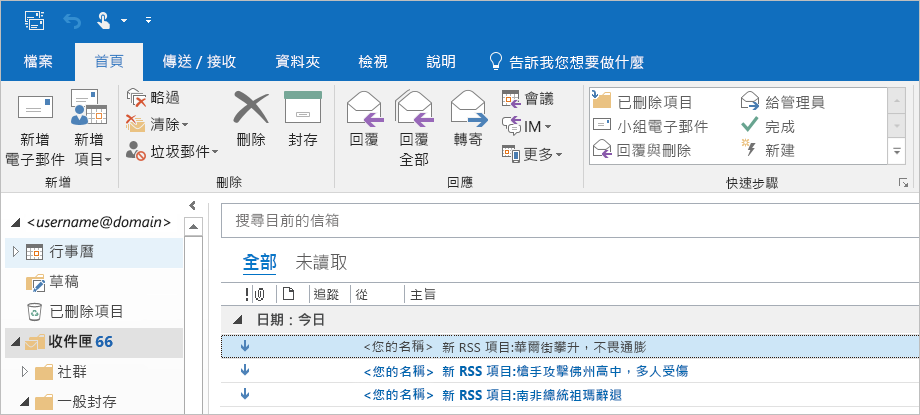 檔案 首頁 傳送 / 接收 資料夾 檢視 說明 告訴我您想要做什麼
新增
電子郵件
新增
項目
新增
略過
清除
垃圾郵件
刪除
封存
刪除
回覆
回覆
全部
轉寄
會議
IM
更多
回應
已刪除項目
小組電子郵件
回覆與刪除
給管理員
完成
新建
快速步驟
<username@domain>
行事曆
草稿
已刪除項目
收件匣 66
社群
一般封存
搜尋目前的信箱
全部 未讀取
! 追蹤 從 主旨
日期：今日
<您的名稱> 新 RSS 項目:華爾街攀升，不畏通膨
<您的名稱> 新 RSS 項目:槍手攻擊佛州高中，多人受傷
<您的名稱> 新 RSS 項目:南非總統祖瑪辭退